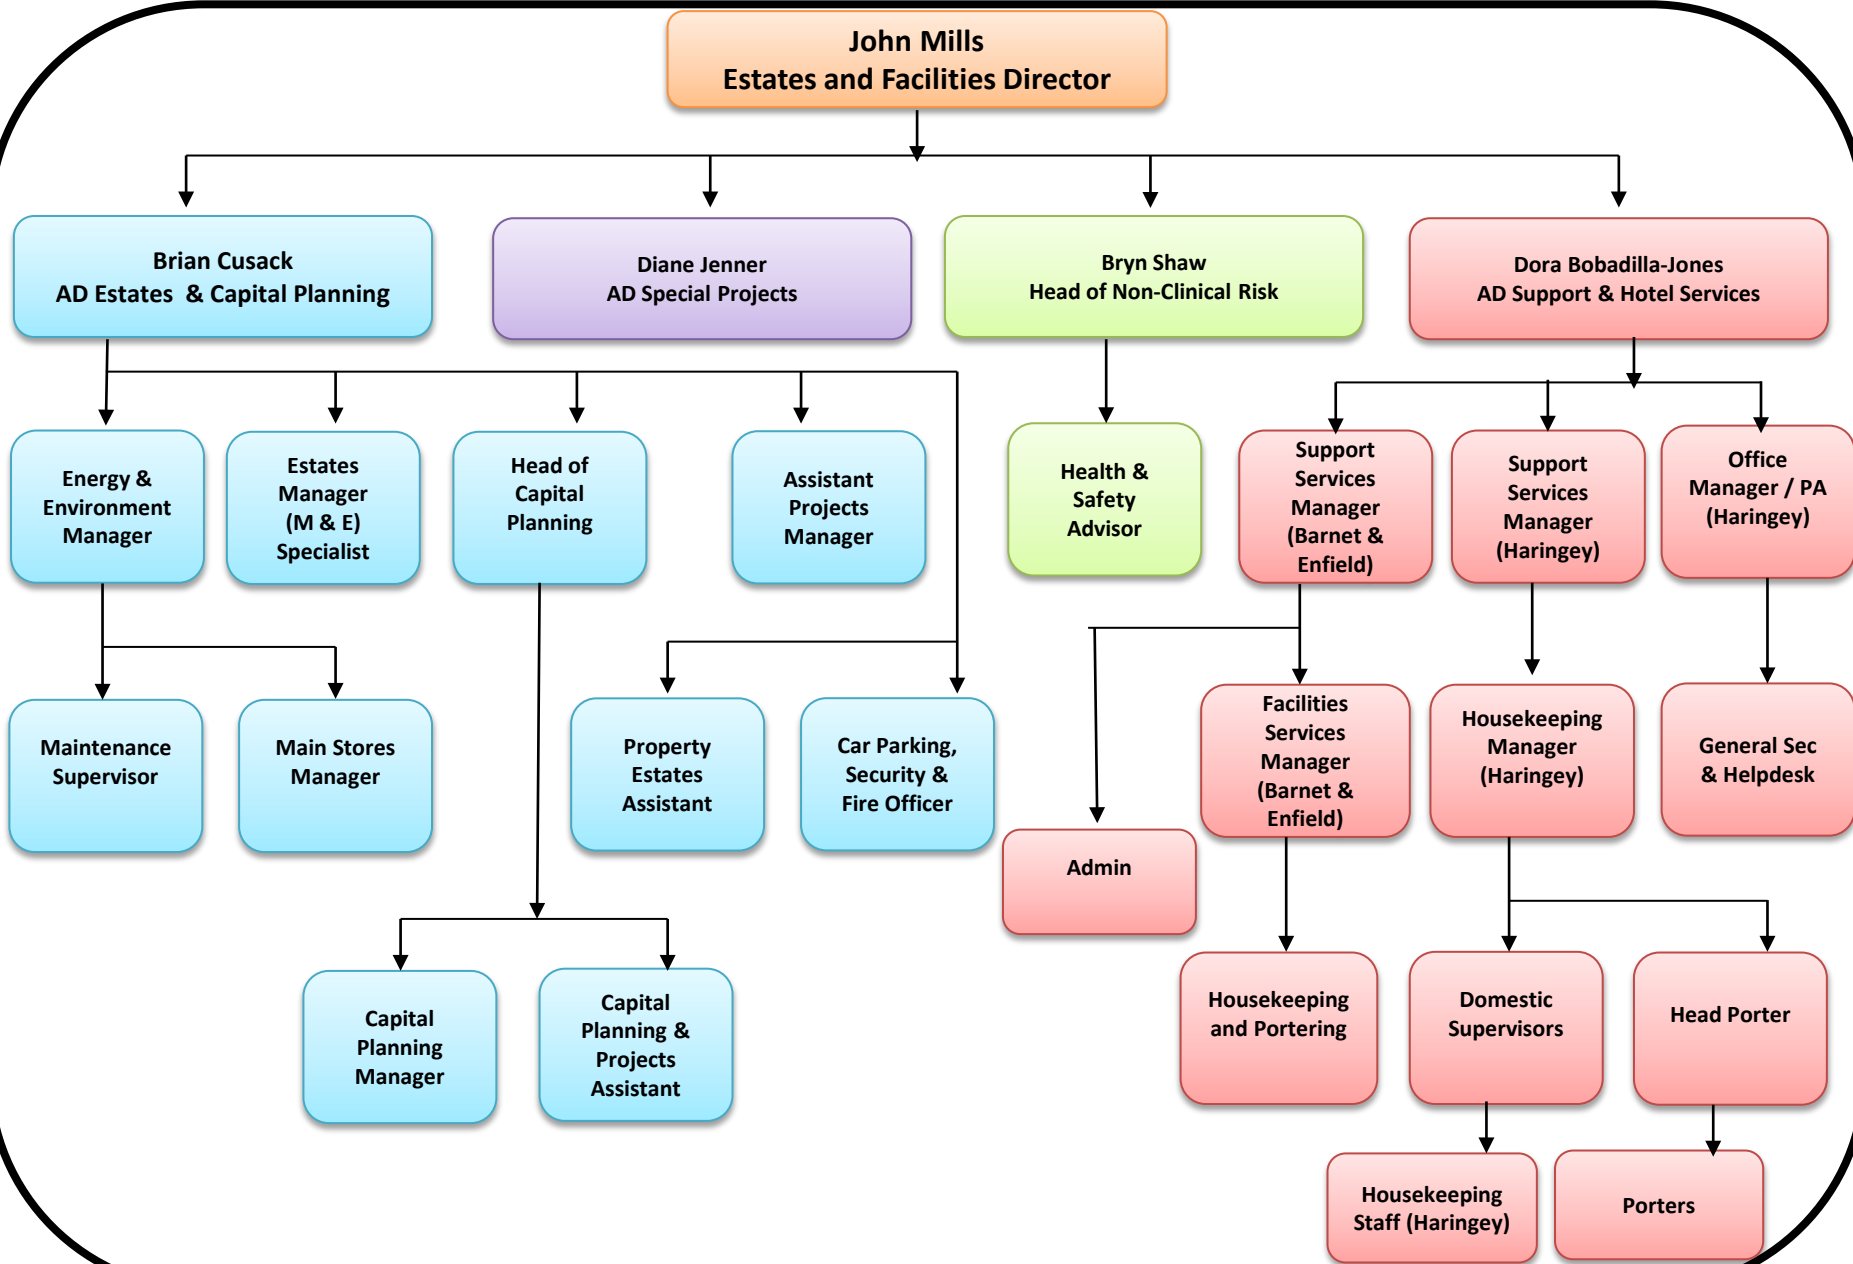 John Mills
Estates and Facilities Director
Brian Cusack
AD Estates & Capital Planning
Diane Jenner
AD Special Projects
Bryn Shaw
Head of Non-Clinical Risk
Dora Bobadilla-Jones
AD Support & Hotel Services
Energy &
Environment
Manager
Estates
Manager
(M & E)
Specialist
Head of
Capital
Planning
Assistant
Projects
Manager
Health &
Safety
Advisor
Support
Services
Manager
(Barnet &
Enfield)
Support
Services
Manager
(Haringey)
Office
Manager / PA
(Haringey)
Maintenance
Supervisor
Main Stores
Manager
Property
Estates
Assistant
Car Parking,
Security &
Fire Officer
Facilities
Services
Manager
(Barnet &
Enfield)
Housekeeping
Manager
(Haringey)
General Sec
& Helpdesk
Admin
Capital
Planning
Manager
Capital
Planning &
Projects
Assistant
Housekeeping
and Portering
Domestic
Supervisors
Head Porter
Housekeeping
Staff (Haringey)
Porters